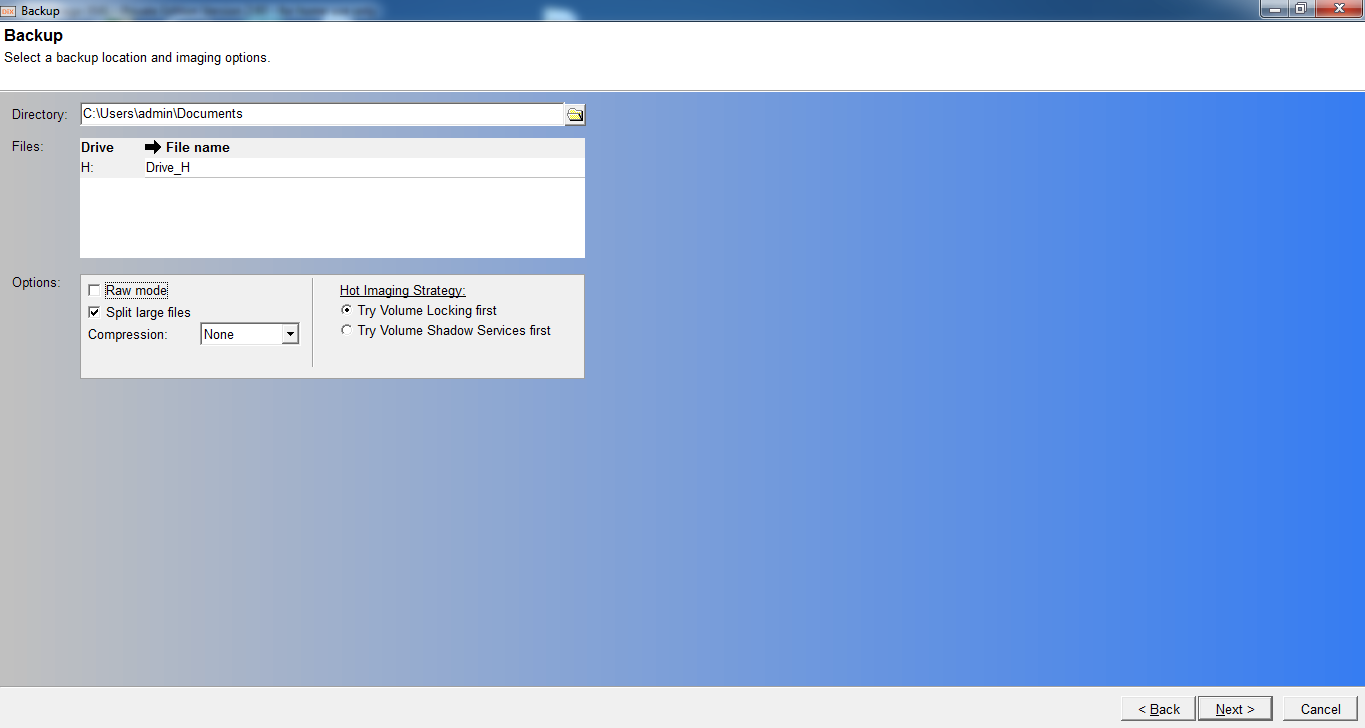 Backup
Backup
Select a backup location and imaging options.
Directory: C:\Users\admin\Documents
Files: Drive File name
H: Drive_H
Options: Raw mode Hot Imaging Strategy:
Split large files Try Volume Locking first
Compression: None Try Volume Shadow Services first
< Back Next > Cancel